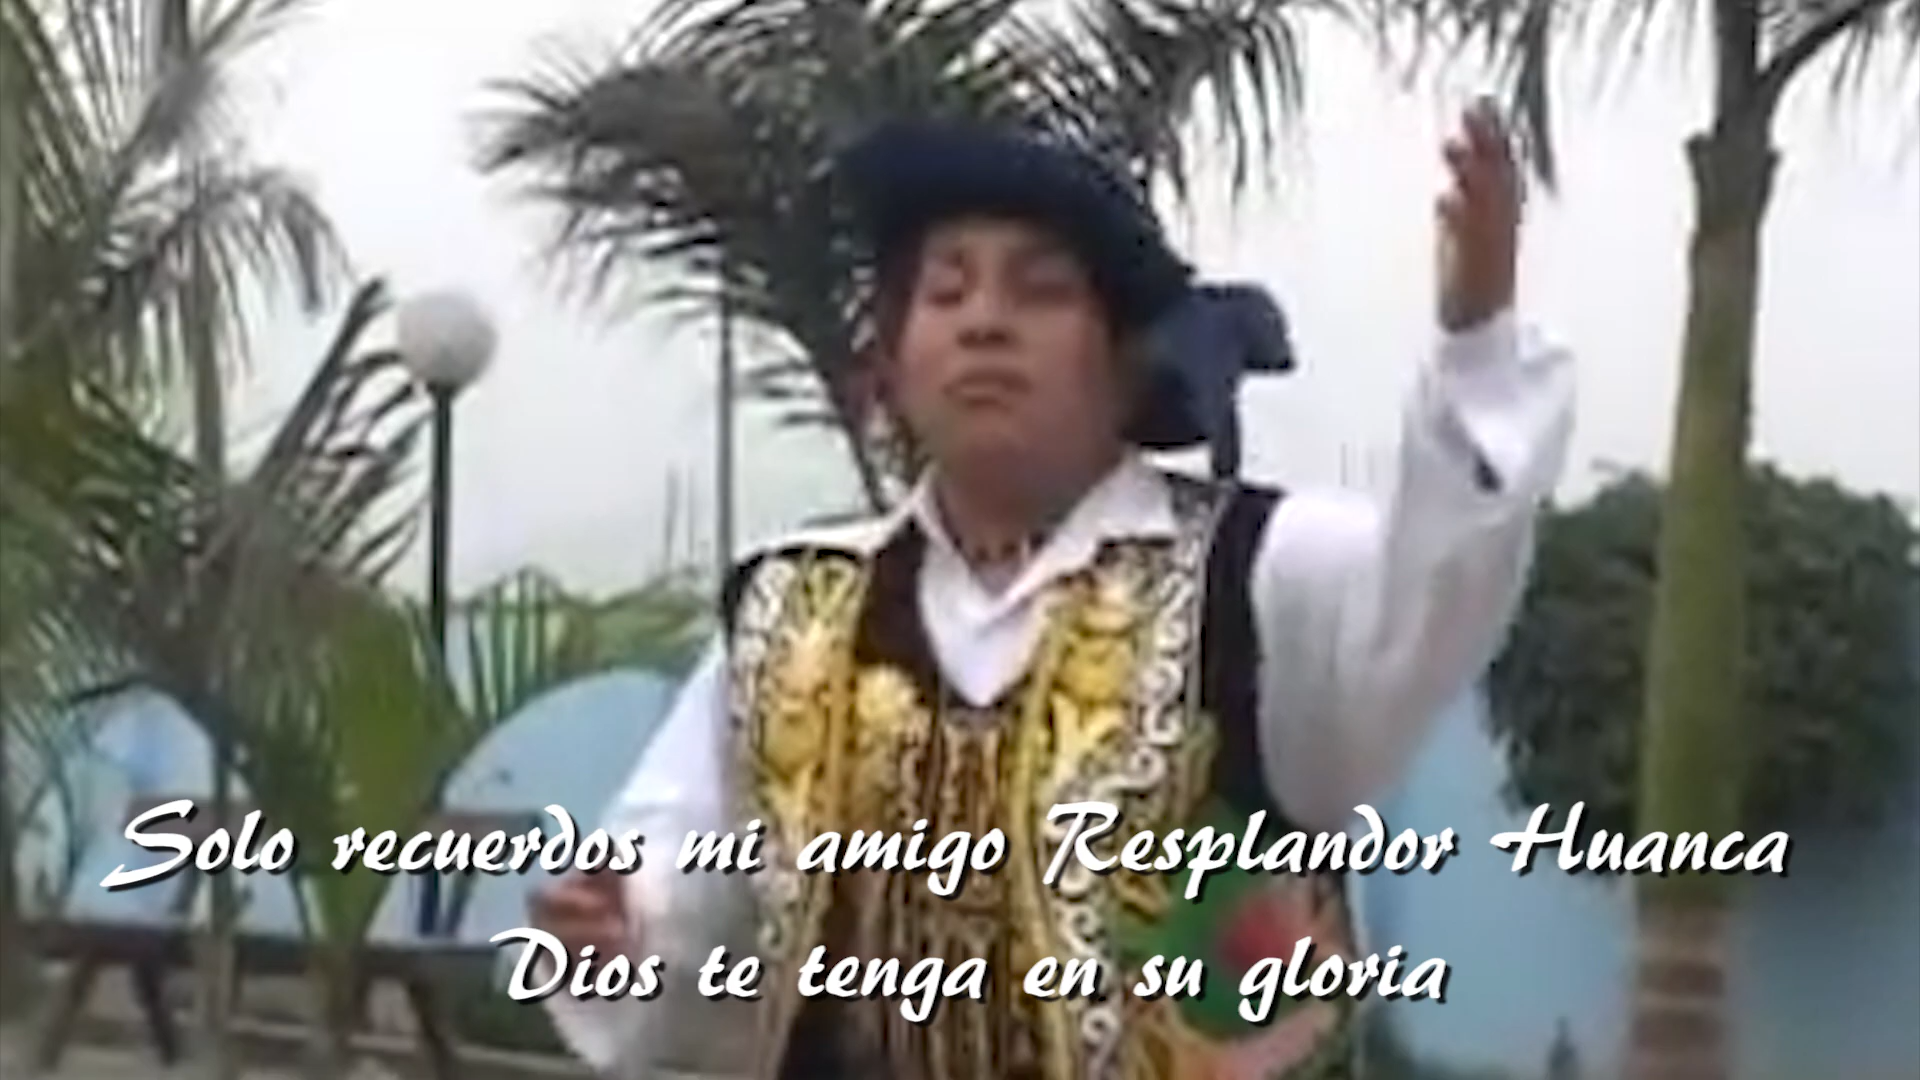 Solo recuerdos mi amigo Resplandor Huanca
Dios te tenga en su gloria